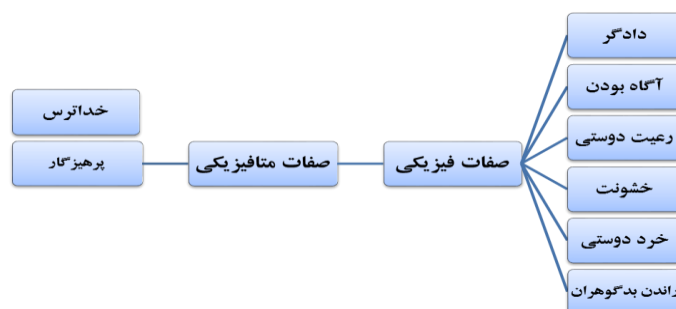 دادگر
آگاه بودن
رعیت دوستی
خشونت
خرد دوستی
راندن بدگوهران
صفات فیزیکی
صفات متافیزیکی
خداترس
پرهیزگار